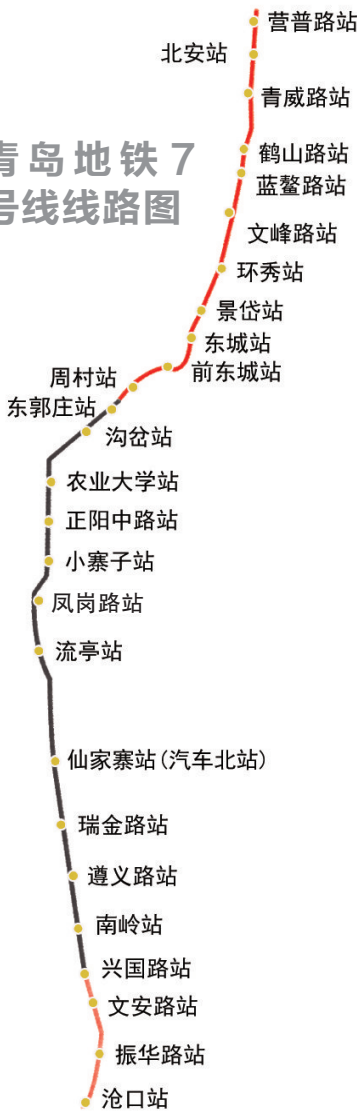 营普路站
北安站
青威路站
青岛地铁7
号线线路图
鹤山路站
蓝鳌路站
文峰路站
环秀站
景岱站
东城站
前东城站
周村站
东郭庄站
沟岔站
农业大学站
正阳中路站
小寨子站
凤岗路站
流亭站
仙家寨站(汽车北站)
瑞金路站
遵义路站
南岭站
兴国路站
文安路站
振华路站
沧口站